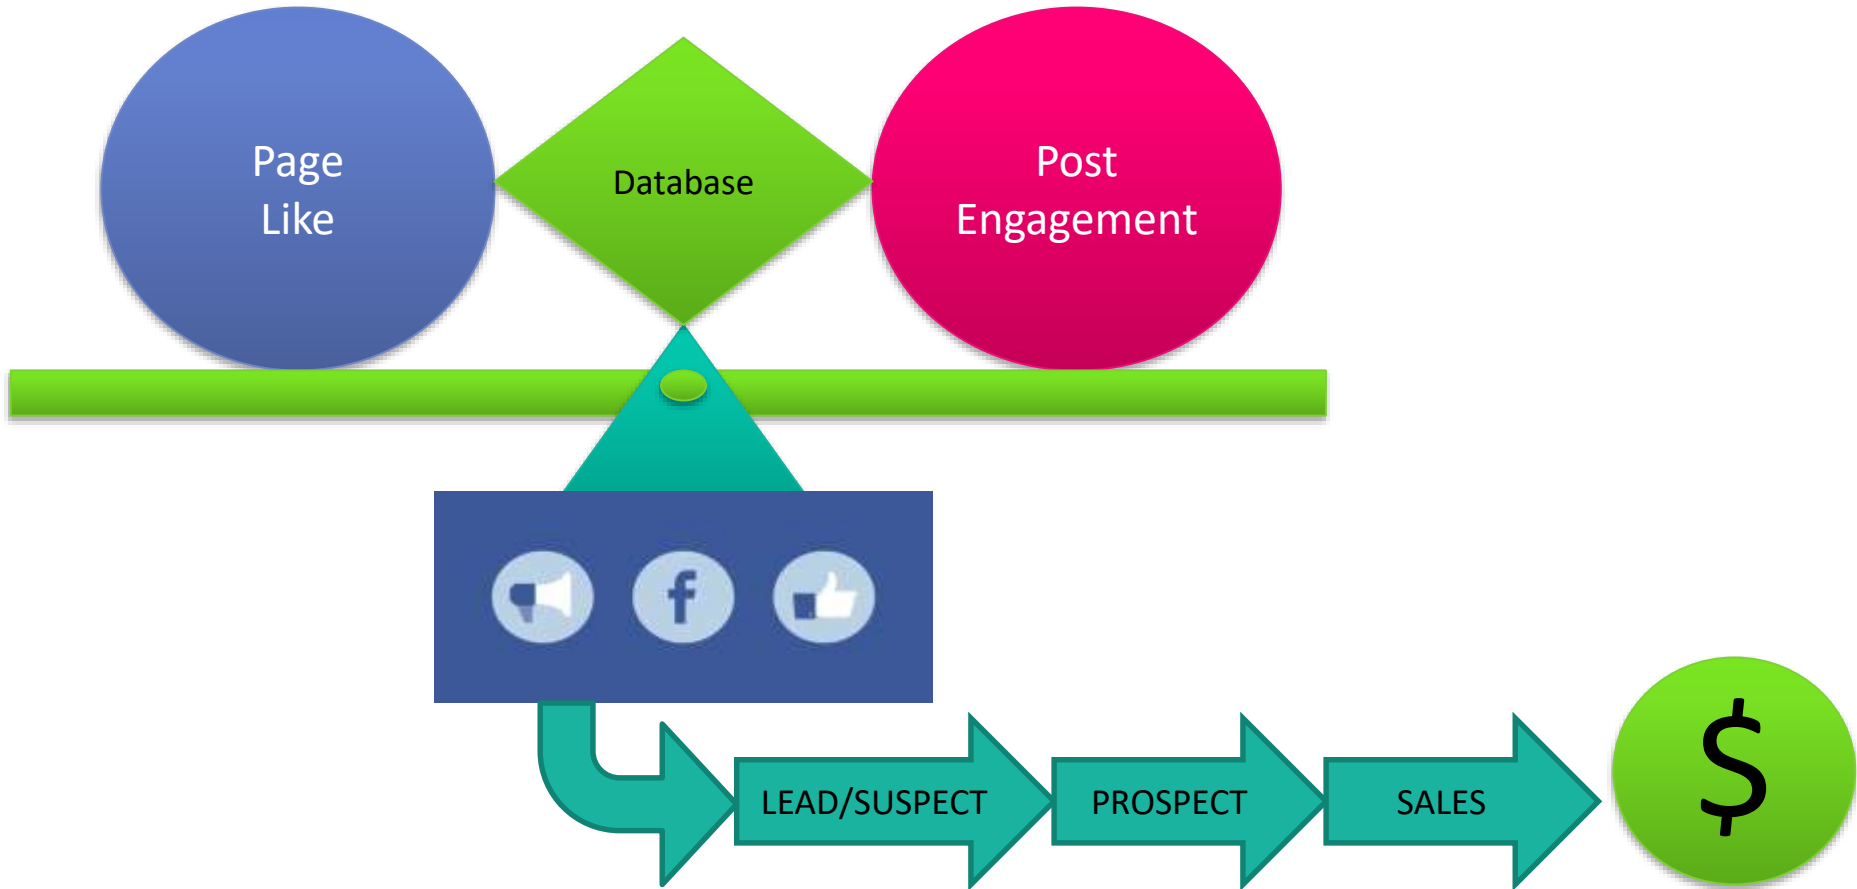 Page
Like
Database
Post
Engagement
f
LEAD/SUSPECT
PROSPECT
SALES
$